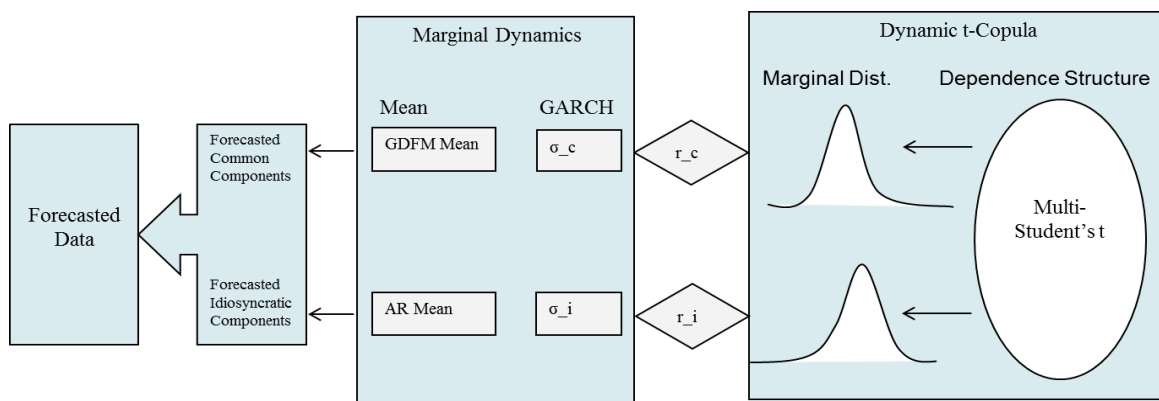 Forecasted
Data
Forecasted
Common
Components
Forecasted
Idiosyncratic
Components
Marginal Dynamics
Mean
GARCH
GDFM Mean
σ_c
AR Mean
σ_i
r_c
r_i
Dynamic t-Copula
Marginal Dist.
Dependence Structure
Multi-
Student's t